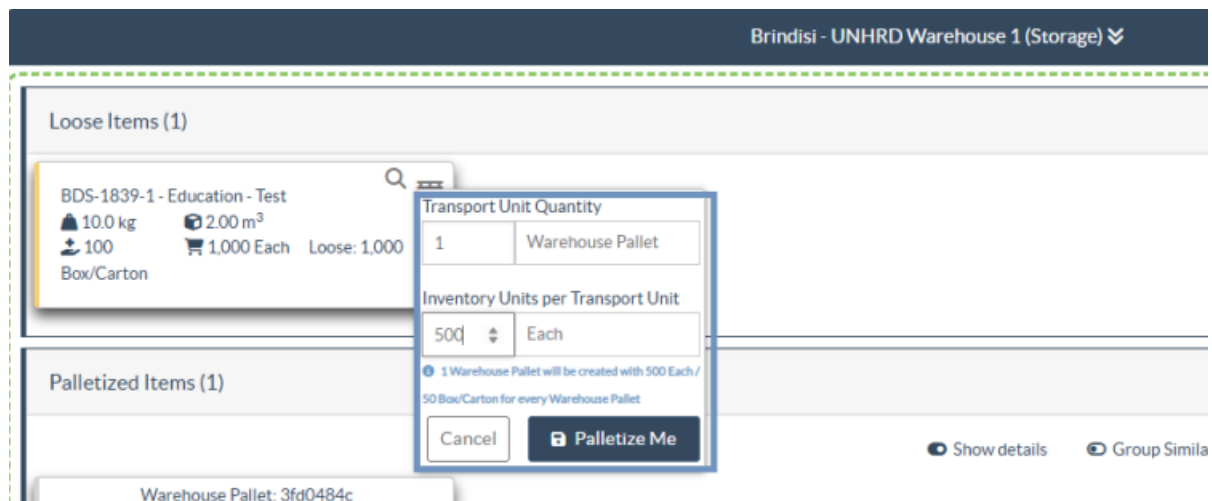 Brindisi - UNHRD Warehouse 1 (Storage)
Loose Items (1)
BDS-1839-1 - Education - Test
10.0 kg 2.00 m³
100 1,000 Each Loose: 1,000
Box/Carton
Transport Unit Quantity
1 Warehouse Pallet
Inventory Units per Transport Unit
500 Each
1 Warehouse Pallet will be created with 500 Each /
50 Box/Carton for every Warehouse Pallet
Cancel Palletize Me
Palletized Items (1)
Show details Group Simila
Warehouse Pallet: 3fd0484c